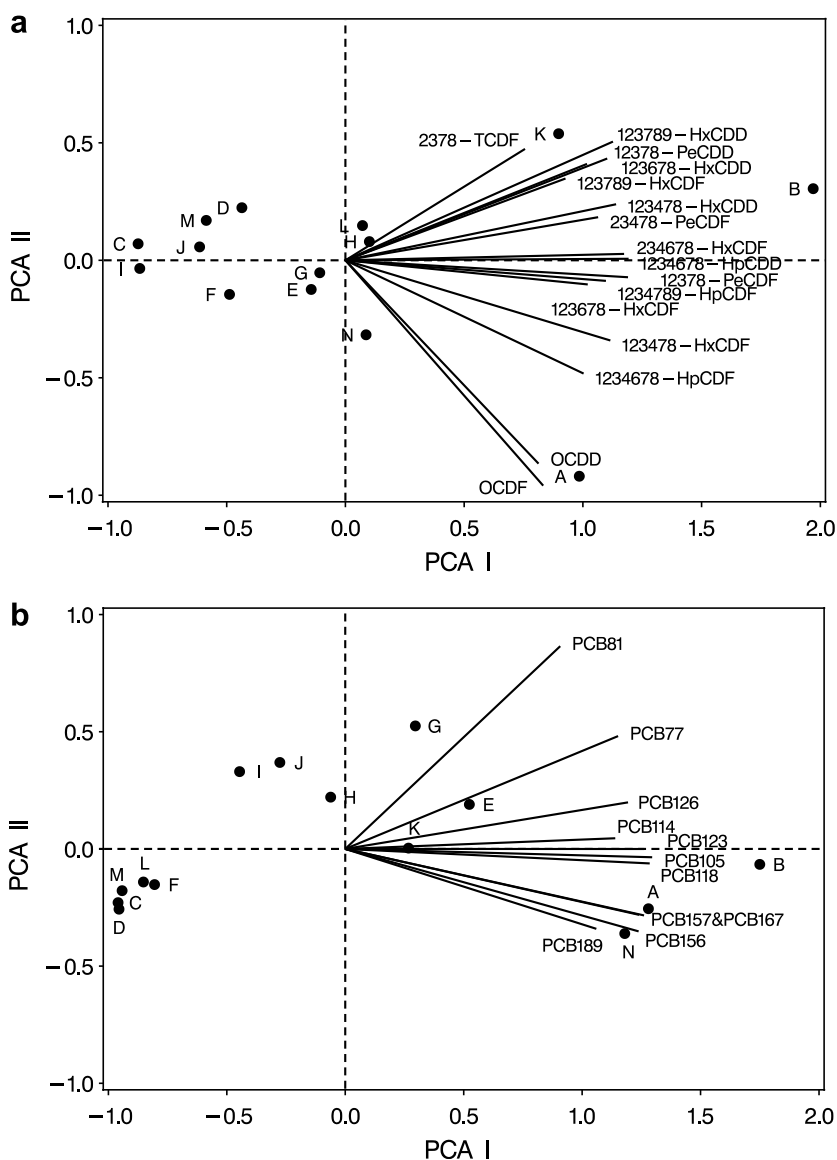 a
1.0
0.5
0.0
−0.5
−1.0
PCA II
2378−TCDF
K
123789−HxCDD
12378−PeCDD
123678−HxCDD
123789−HxCDF
B
123478−HxCDD
23478−PeCDF
D
M
L
C
J
H
234678−HxCDF
1234678−HpCDD
I
G
12378−PeCDF
F
E
1234789−HpCDF
123678−HxCDF
N
123478−HxCDF
1234678−HpCDF
OCDD
A
OCDF
−1.0
−0.5
0.0
0.5
1.0
1.5
2.0
PCA I
b
1.0
0.5
0.0
−0.5
−1.0
PCA II
PCB81
G
PCB77
J
I
H
E
PCB126
K
PCB114
PCB123
L
PCB105
B
M
F
PCB118
C
A
D
PCB157&PCB167
PCB189
N
PCB156
−1.0
−0.5
0.0
0.5
1.0
1.5
2.0
PCA I